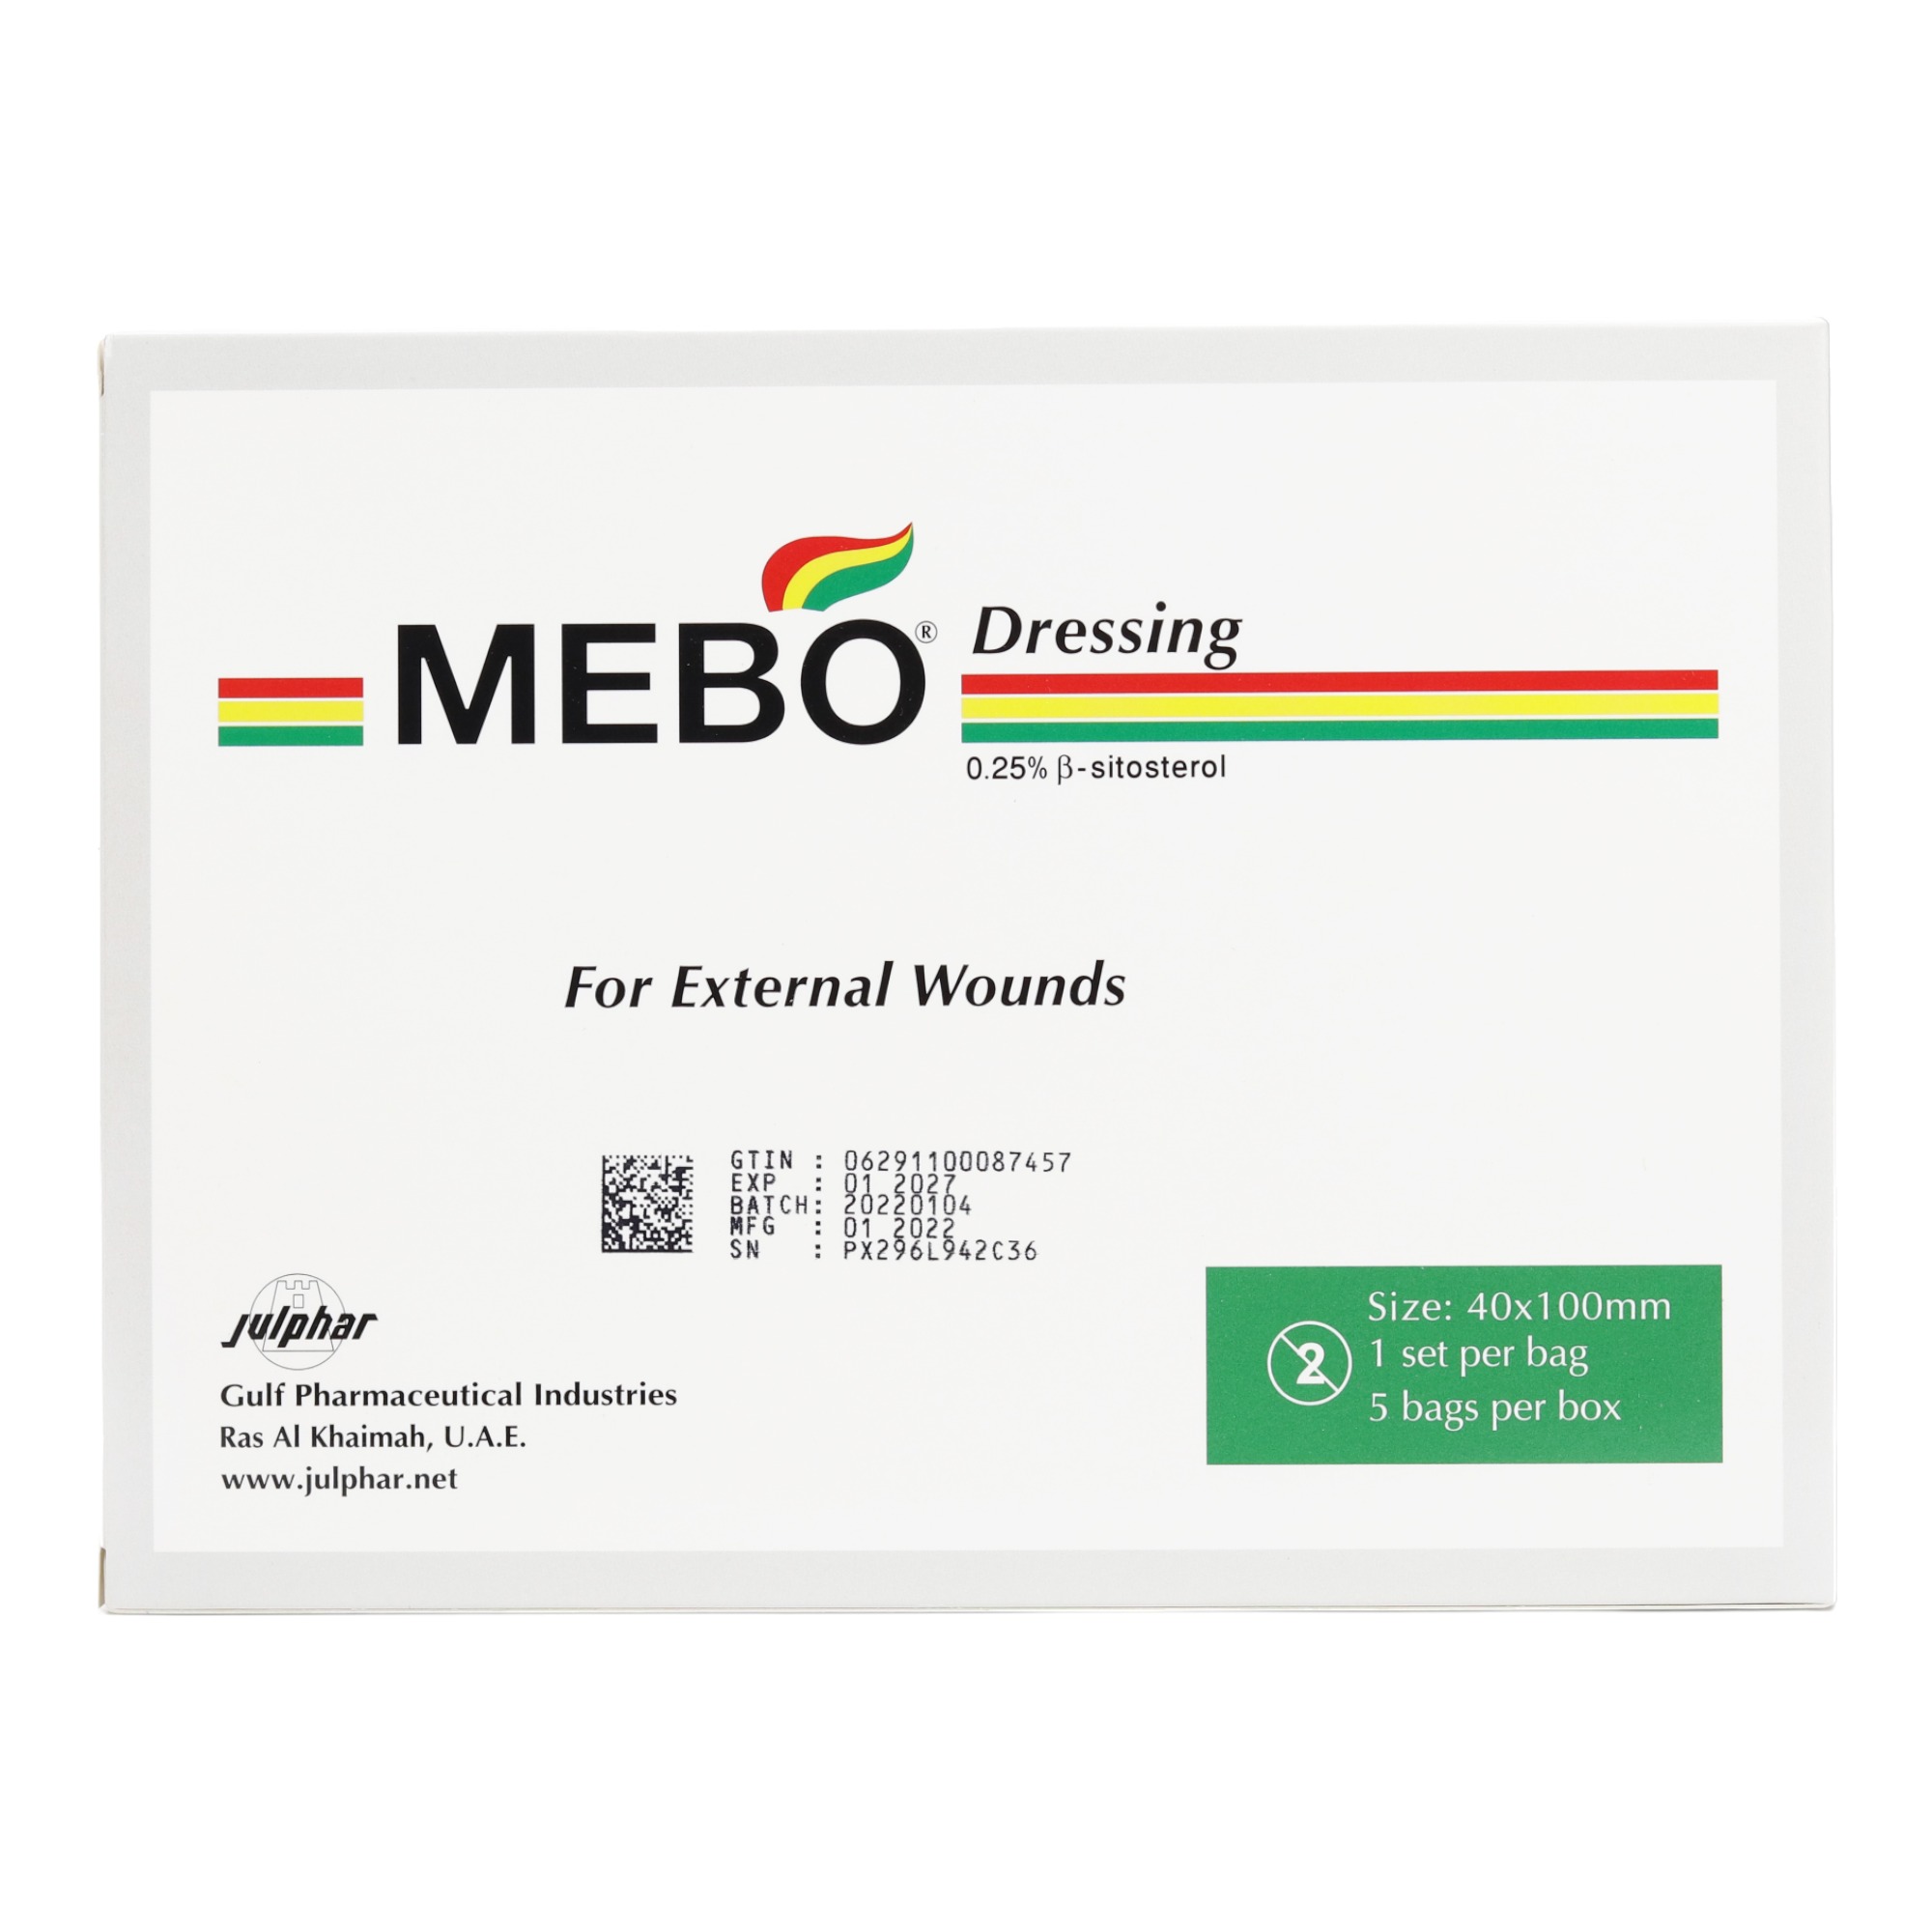 MEBO® Dressing
0.25% β-sitosterol
For External Wounds
GTIN : 06291100087457
EXP : 01 2027
BATCH: 20220104
MFG : 01 2022
SN : PX296L942C36
julphar
Gulf Pharmaceutical Industries
Ras Al Khaimah, U.A.E.
www.julphar.net
2
Size: 40x100mm
1 set per bag
5 bags per box